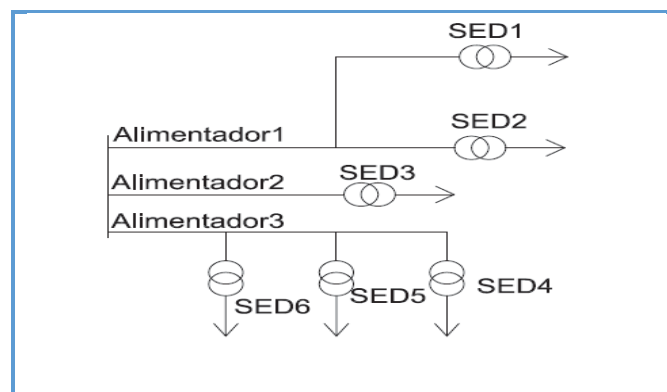 SED1
Alimentador1
SED2
Alimentador2
SED3
Alimentador3
SED6
SED5
SED4